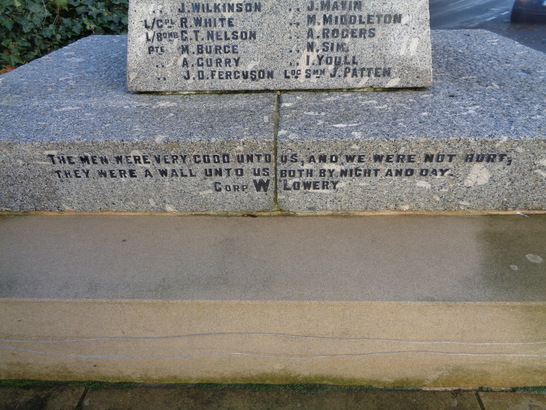 ,, J. WILKINSON ,, J. MAVIN
L/CPL R. WHITE ,, M. MIDDLETON
L/BOMB C. T. NELSON ,, A. ROGERS
PTE M. BURGE ,, N. SIM
,, A. CURRY ,, I. YOULL
,, J. D. FERGUSON LCE SMN J. PATTEN
THE MEN WERE VERY GOOD UNTO US, AND WE WERE NOT HURT,
THEY WERE A WALL UNTO US BOTH BY NIGHT AND DAY.
CORP W LOWERY